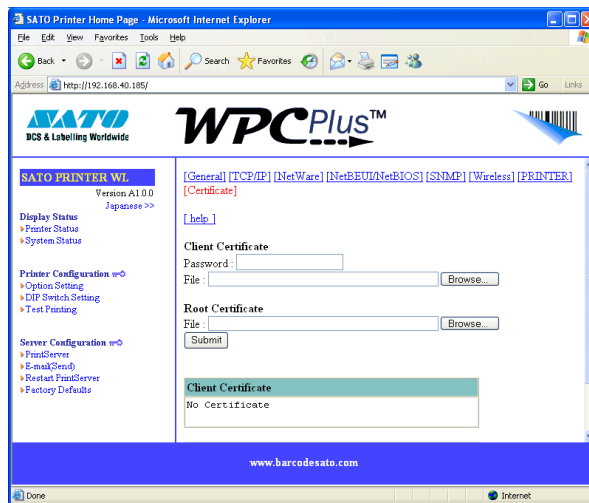 SATO Printer Home Page - Microsoft Internet Explorer
File Edit View Favorites Tools Help
Back Search Favorites
Address http://192.168.40.185/ Go Links
SATO
DCS & Labelling Worldwide
WPCPlus™
SATO PRINTER WL
Version A1.0.0
Japanese >>
Display Status
Printer Status
System Status
Printer Configuration
Option Setting
DIP Switch Setting
Test Printing
Server Configuration
PrintServer
E-mail(Send)
Restart PrintServer
Factory Defaults
[General] [TCP/IP] [NetWare] [NetBEUI/NetBIOS] [SNMP] [Wireless] [PRINTER]
[Certificate]
[ help ]
Client Certificate
Password :
File : Browse...
Root Certificate
File : Browse...
Submit
Client Certificate
No Certificate
www.barcodesato.com
Done Internet